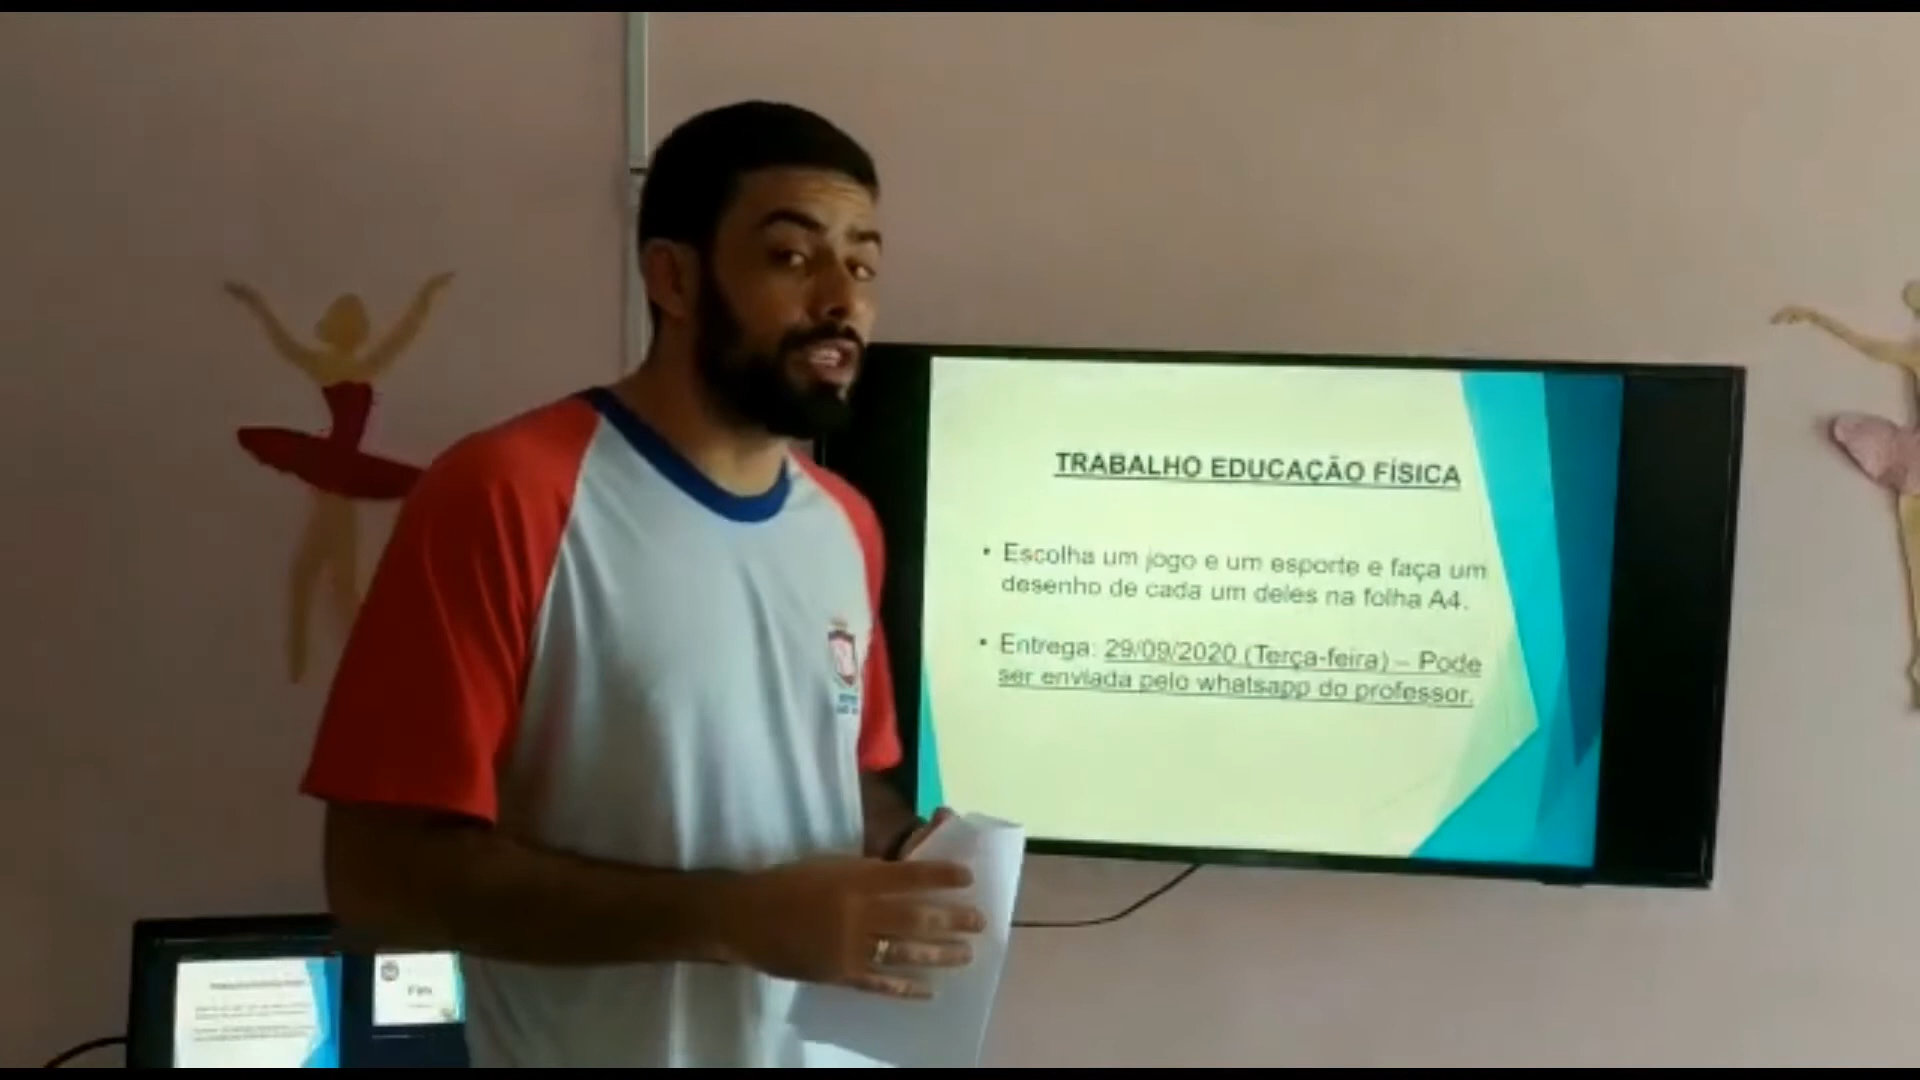 TRABALHO EDUCAÇÃO FÍSICA
• Escolha um jogo e um esporte e faça um
desenho de cada um deles na folha A4.
• Entrega: 29/09/2020 (Terça-feira) – Pode
ser enviada pelo whatsapp do professor.